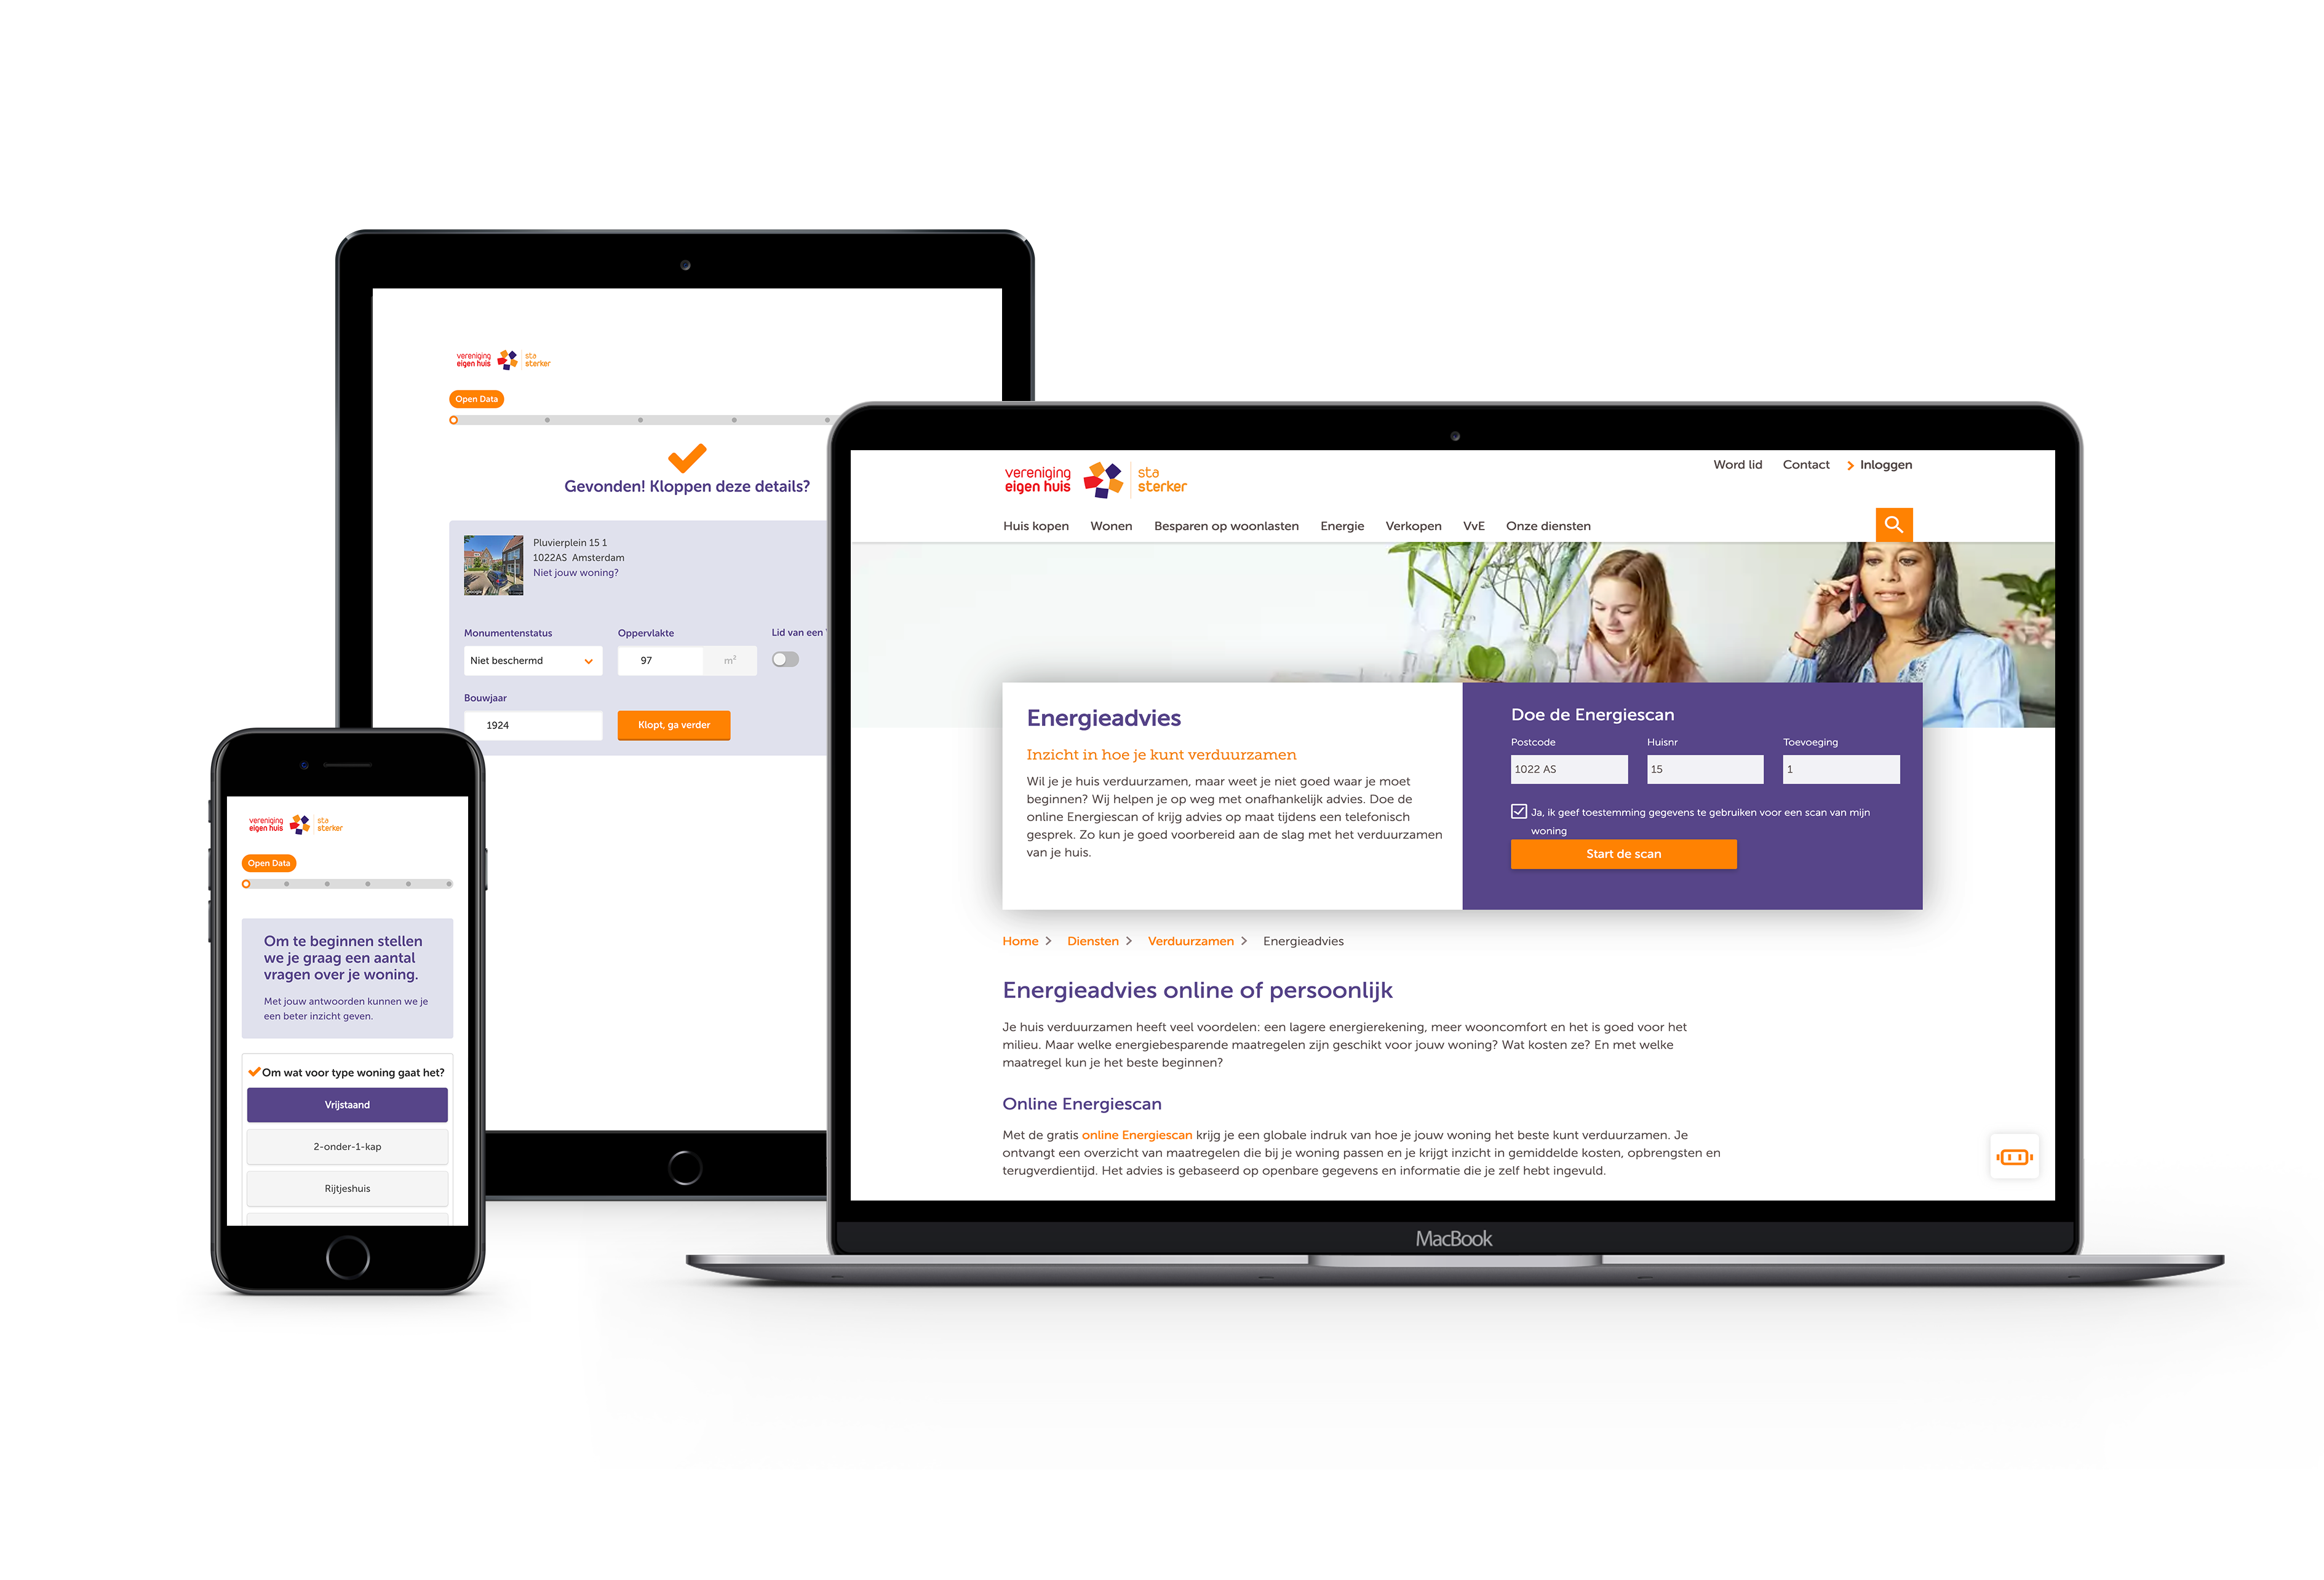 vereniging
eigen huis
sta
sterker
Open Data
Gevonden! Kloppen deze details?
Pluvierplein 15 1
1022AS Amsterdam
Niet jouw woning?
Monumentenstatus
Oppervlakte
Lid van een
Niet beschermd
97
m²
Bouwjaar
1924
Klopt, ga verder
vereniging
eigen huis
sta
sterker
Open Data
Om te beginnen stellen
we je graag een aantal
vragen over je woning.
Met jouw antwoorden kunnen we je
een beter inzicht geven.
Om wat voor type woning gaat het?
Vrijstaand
2-onder-1-kap
Rijtjeshuis
vereniging
eigen huis
sta
sterker
Word lid Contact Inloggen
Huis kopen Wonen Besparen op woonlasten Energie Verkopen VvE Onze diensten
Energieadvies
Inzicht in hoe je kunt verduurzamen
Wil je je huis verduurzamen, maar weet je niet goed waar je moet
beginnen? Wij helpen je op weg met onafhankelijk advies. Doe de
online Energiescan of krijg advies op maat tijdens een telefonisch
gesprek. Zo kun je goed voorbereid aan de slag met het verduurzamen
van je huis.
Doe de Energiescan
Postcode Huisnr Toevoeging
1022 AS 15 1
Ja, ik geef toestemming gegevens te gebruiken voor een scan van mijn
woning
Start de scan
Home > Diensten > Verduurzamen > Energieadvies
Energieadvies online of persoonlijk
Je huis verduurzamen heeft veel voordelen: een lagere energierekening, meer wooncomfort en het is goed voor het
milieu. Maar welke energiebesparende maatregelen zijn geschikt voor jouw woning? Wat kosten ze? En met welke
maatregel kun je het beste beginnen?
Online Energiescan
Met de gratis online Energiescan krijg je een globale indruk van hoe je jouw woning het beste kunt verduurzamen. Je
ontvangt een overzicht van maatregelen die bij je woning passen en je krijgt inzicht in gemiddelde kosten, opbrengsten en
terugverdientijd. Het advies is gebaseerd op openbare gegevens en informatie die je zelf hebt ingevuld.
MacBook